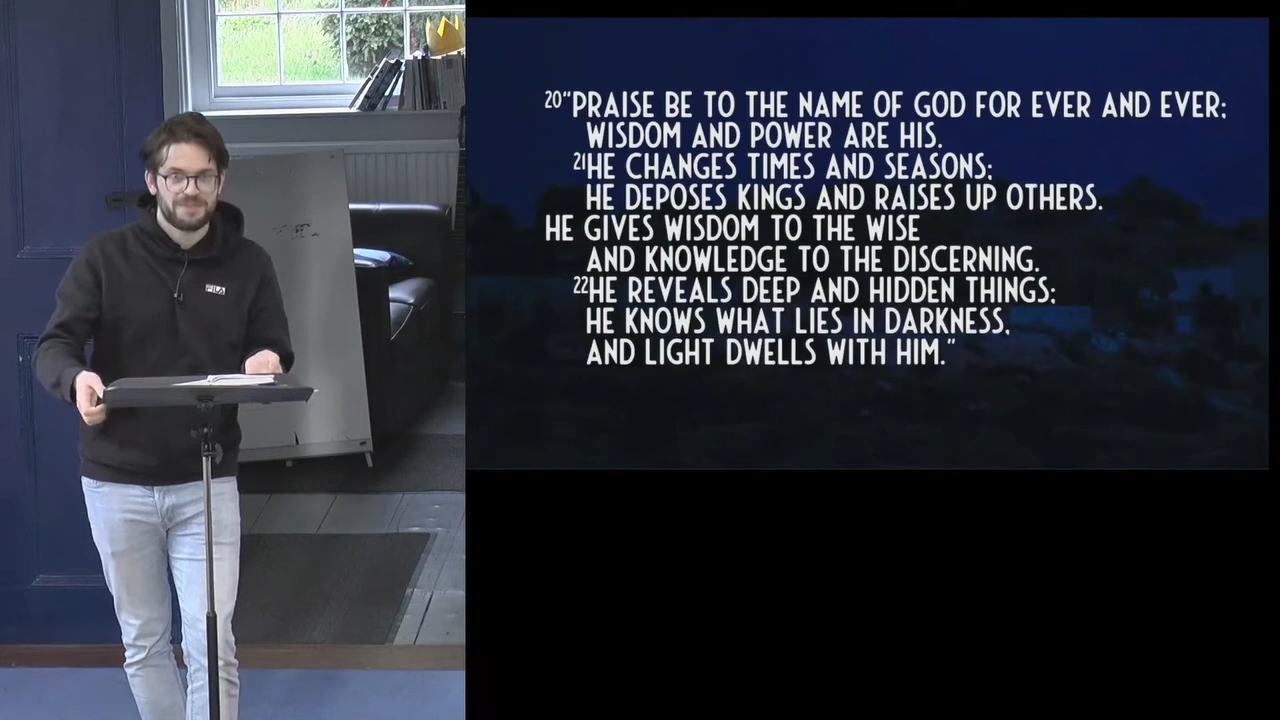 20"PRAISE BE TO THE NAME OF GOD FOR EVER AND EVER;
WISDOM AND POWER ARE HIS.
21HE CHANGES TIMES AND SEASONS;
HE DEPOSES KINGS AND RAISES UP OTHERS.
HE GIVES WISDOM TO THE WISE
AND KNOWLEDGE TO THE DISCERNING.
22HE REVEALS DEEP AND HIDDEN THINGS;
HE KNOWS WHAT LIES IN DARKNESS,
AND LIGHT DWELLS WITH HIM."
FILA